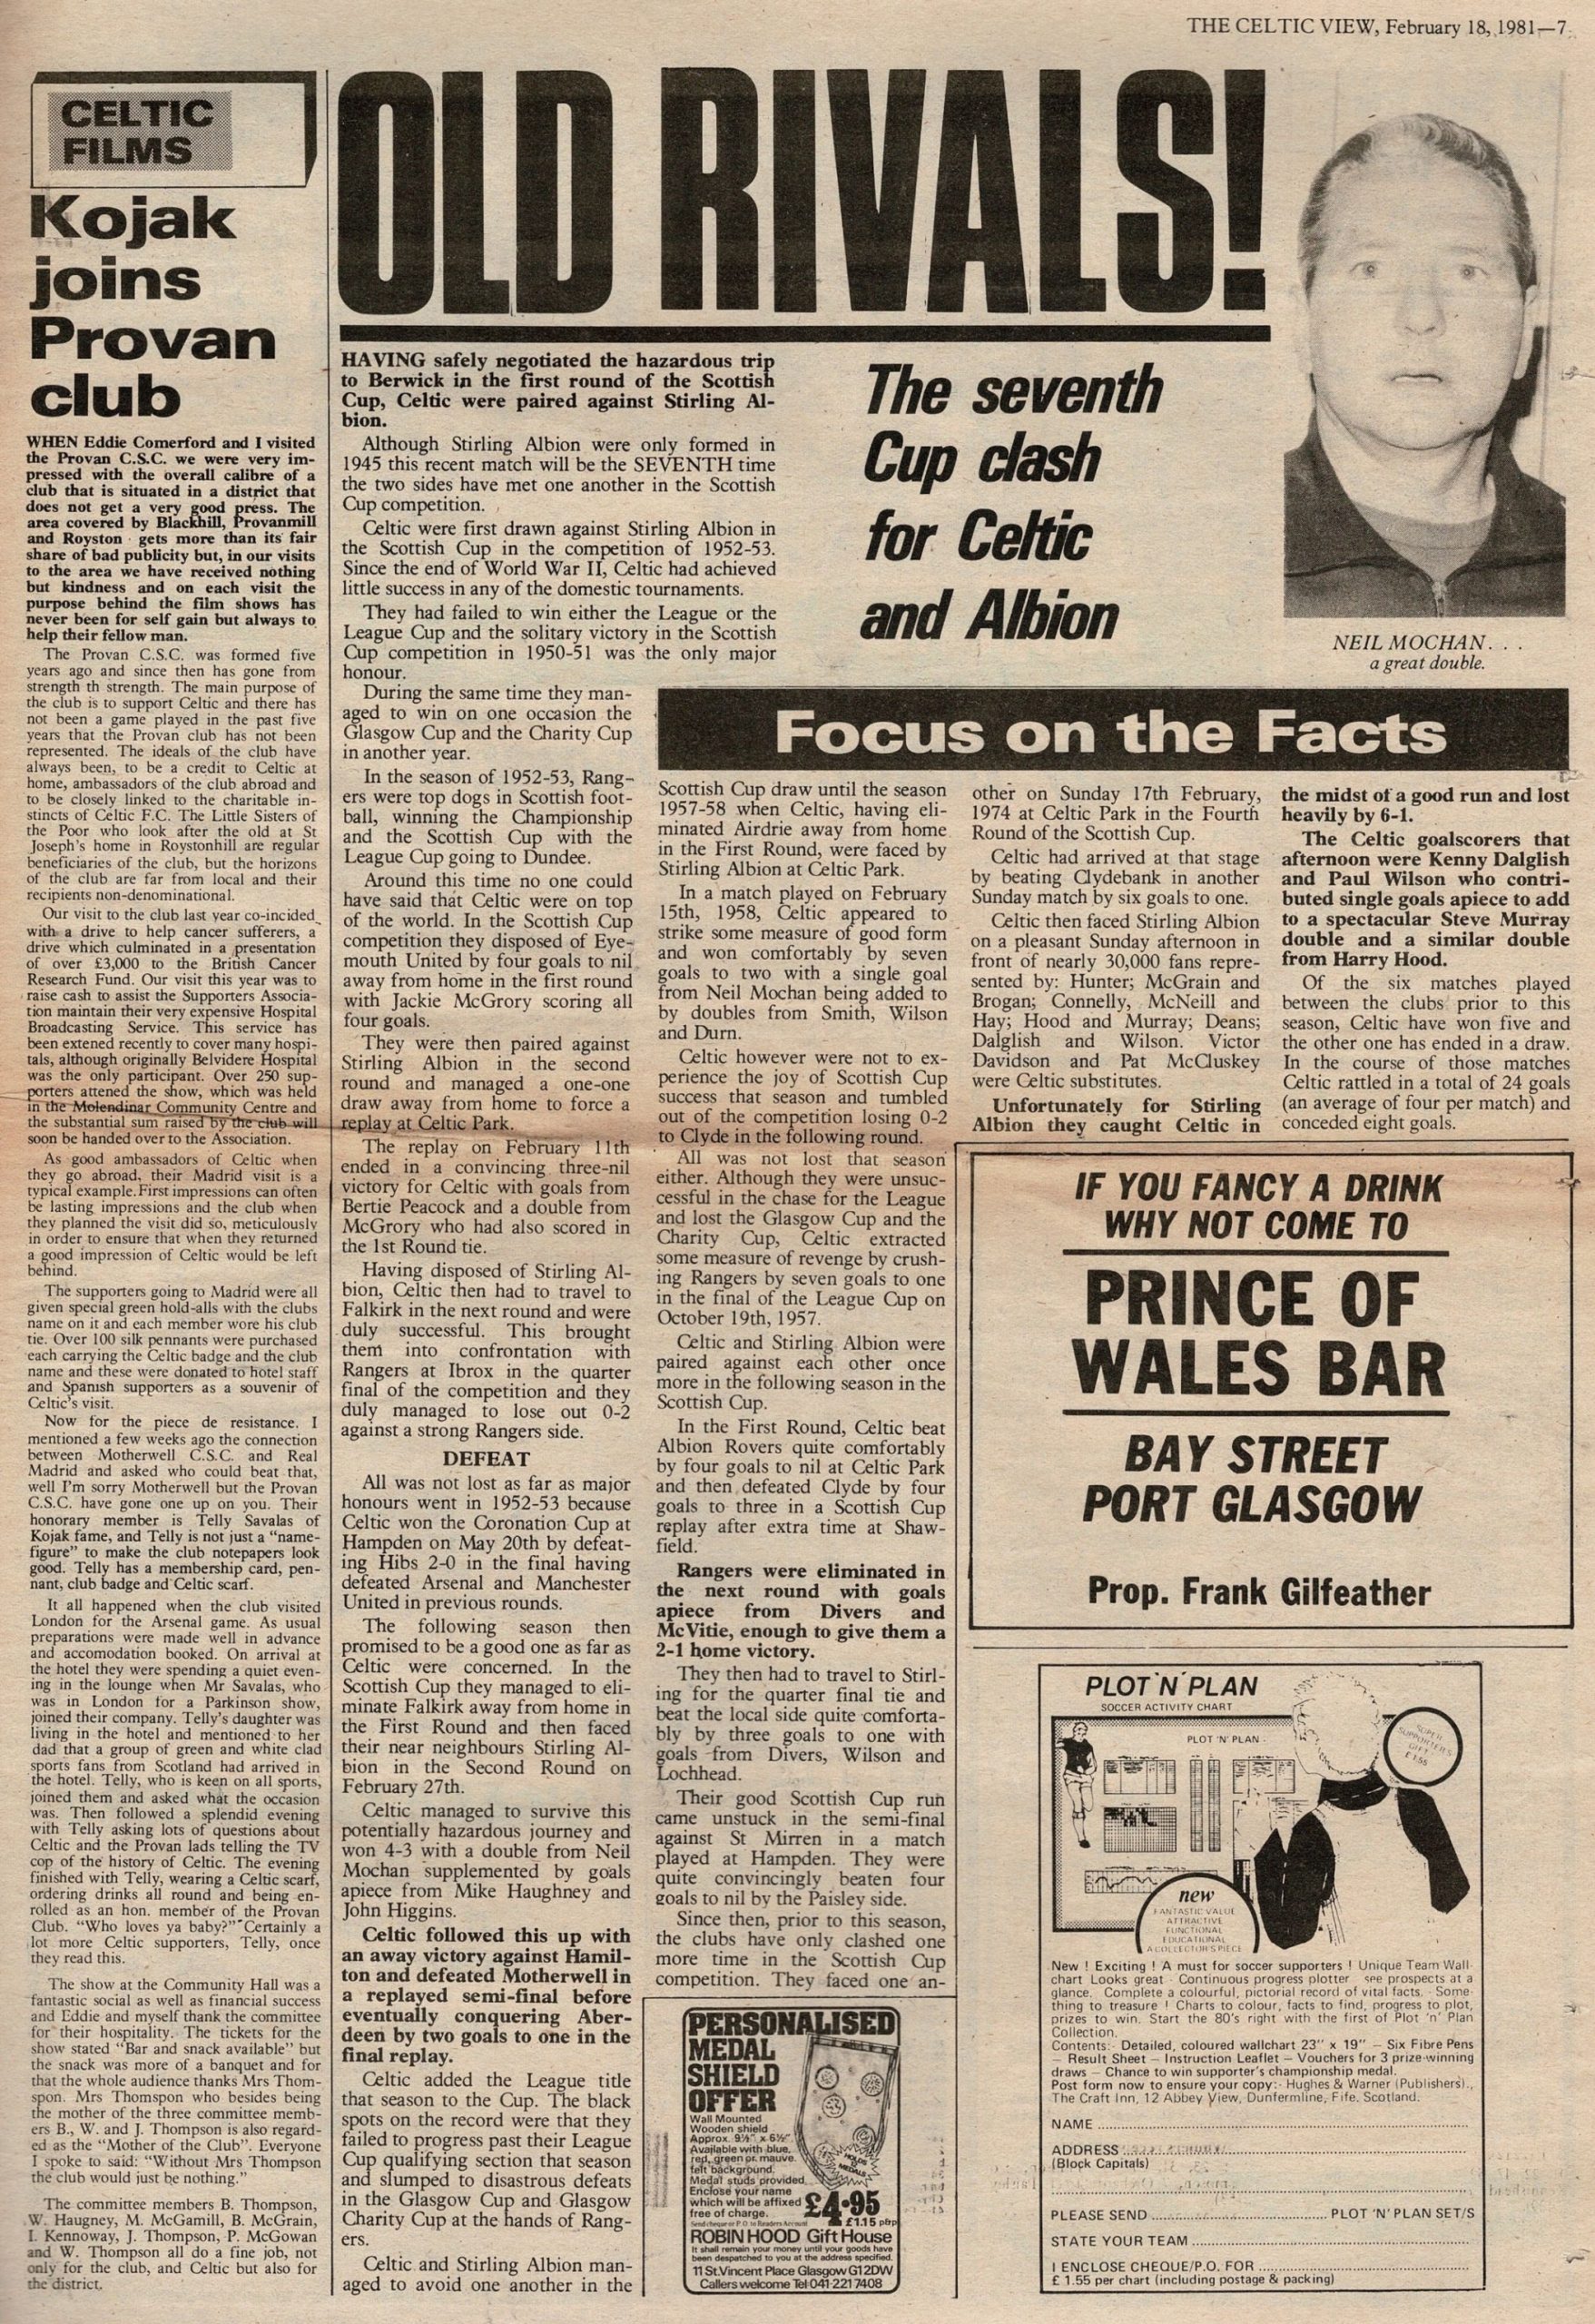 THE CELTIC VIEW, February 18, 1981—7
CELTIC
FILMS
Kojak
joins
Provan
club
WHEN Eddie Comerford and I visited
the Provan C.S.C. we were very im-
pressed with the overall calibre of a
club that is situated in a district that
does not get a very good press. The
area covered by Blackhill, Provanmill
and Royston gets more than its fair
share of bad publicity but, in our visits
to the area we have received nothing
but kindness and on each visit the
purpose behind the film shows has
never been for self gain but always to
help their fellow man.
The Provan C.S.C. was formed five
years ago and since then has gone from
strength th strength. The main purpose of
the club is to support Celtic and there has
not been a game played in the past five
years that the Provan club has not been
represented. The ideals of the club have
always been, to be a credit to Celtic at
home, ambassadors of the club abroad and
to be closely linked to the charitable in-
stincts of Celtic F.C. The Little Sisters of
the Poor who look after the old at St
Joseph's home in Roystonhill are regular
beneficiaries of the club, but the horizons
of the club are far from local and their
recipients non-denominational.
Our visit to the club last year co-incided
with a drive to help cancer sufferers, a
drive which culminated in a presentation
of over £3,000 to the British Cancer
Research Fund. Our visit this year was to
raise cash to assist the Supporters Associa-
tion maintain their very expensive Hospital
Broadcasting Service. This service has
been extened recently to cover many hospi-
tals, although originally Belvidere Hospital
was the only participant. Over 250 sup-
porters attened the show, which was held
in the Molendinar Community Centre and
the substantial sum raised by the club will
soon be handed over to the Association.
As good ambassadors of Celtic when
they go abroad, their Madrid visit is a
typical example. First impressions can often
be lasting impressions and the club when
they planned the visit did so, meticulously
in order to ensure that when they returned
a good impression of Celtic would be left
behind.
The supporters going to Madrid were all
given special green hold-alls with the clubs
name on it and each member wore his club
tie. Over 100 silk pennants were purchased
each carrying the Celtic badge and the club
name and these were donated to hotel staff
and Spanish supporters as a souvenir of
Celtic's visit.
Now for the piece de resistance. I
mentioned a few weeks ago the connection
between Motherwell C.S.C. and Real
Madrid and asked who could beat that,
well I'm sorry Motherwell but the Provan
C.S.C. have gone one up on you. Their
honorary member is Telly Savalas of
Kojak fame, and Telly is not just a "name-
figure" to make the club notepapers look
good. Telly has a membership card, pen-
nant, club badge and Celtic scarf.
It all happened when the club visited
London for the Arsenal game. As usual
preparations were made well in advance
and accomodation booked. On arrival at
the hotel they were spending a quiet even-
ing in the lounge when Mr Savalas, who
was in London for a Parkinson show,
joined their company. Telly's daughter was
living in the hotel and mentioned to her
dad that a group of green and white clad
sports fans from Scotland had arrived in
the hotel. Telly, who is keen on all sports,
joined them and asked what the occasion
was. Then followed a splendid evening
with Telly asking lots of questions about
Celtic and the Provan lads telling the TV
cop of the history of Celtic. The evening
finished with Telly, wearing a Celtic scarf,
ordering drinks all round and being en-
rolled as an hon. member of the Provan
Club. "Who loves ya baby?" Certainly a
lot more Celtic supporters, Telly, once
they read this.
The show at the Community Hall was a
fantastic social as well as financial success
and Eddie and myself thank the committee
for their hospitality. The tickets for the
show stated "Bar and snack available" but
the snack was more of a banquet and for
that the whole audience thanks Mrs Thom-
spon. Mrs Thomspon who besides being
the mother of the three committee memb-
ers B., W. and J. Thompson is also regard-
ed as the "Mother of the Club". Everyone
I spoke to said: "Without Mrs Thompson
the club would just be nothing."
The committee members B. Thompson,
W. Haugney, M. McGamill, B. McGrain,
I. Kennoway, J. Thompson, P. McGowan
and W. Thompson all do a fine job, not
only for the club, and Celtic but also for
the district.
OLD RIVALS!
HAVING safely negotiated the hazardous trip
to Berwick in the first round of the Scottish
Cup, Celtic were paired against Stirling Al-
bion.
Although Stirling Albion were only formed in
1945 this recent match will be the SEVENTH time
the two sides have met one another in the Scottish
Cup competition.
Celtic were first drawn against Stirling Albion in
the Scottish Cup in the competition of 1952-53.
Since the end of World War II, Celtic had achieved
little success in any of the domestic tournaments.
They had failed to win either the League or the
League Cup and the solitary victory in the Scottish
Cup competition in 1950-51 was the only major
honour.
During the same time they man-
aged to win on one occasion the
Glasgow Cup and the Charity Cup
in another year.
In the season of 1952-53, Rang-
ers were top dogs in Scottish foot-
ball, winning the Championship
and the Scottish Cup with the
League Cup going to Dundee.
Around this time no one could
have said that Celtic were on top
of the world. In the Scottish Cup
competition they disposed of Eye-
mouth United by four goals to nil
away from home in the first round
with Jackie McGrory scoring all
four goals.
They were then paired against
Stirling Albion in the second
round and managed a one-one
draw away from home to force a
replay at Celtic Park.
The replay on February 11th
ended in a convincing three-nil
victory for Celtic with goals from
Bertie Peacock and a double from
McGrory who had also scored in
the 1st Round tie.
Having disposed of Stirling Al-
bion, Celtic then had to travel to
Falkirk in the next round and were
duly successful. This brought
them into confrontation with
Rangers at Ibrox in the quarter
final of the competition and they
duly managed to lose out 0-2
against a strong Rangers side.
DEFEAT
All was not lost as far as major
honours went in 1952-53 because
Celtic won the Coronation Cup at
Hampden on May 20th by defeat-
ing Hibs 2-0 in the final having
defeated Arsenal and Manchester
United in previous rounds.
The following season then
promised to be a good one as far as
Celtic were concerned. In the
Scottish Cup they managed to eli-
minate Falkirk away from home in
the First Round and then faced
their near neighbours Stirling Al-
bion in the Second Round on
February 27th.
Celtic managed to survive this
potentially hazardous journey and
won 4-3 with a double from Neil
Mochan supplemented by goals
apiece from Mike Haughney and
John Higgins.
Celtic followed this up with
an away victory against Hamil-
ton and defeated Motherwell in
a replayed semi-final before
eventually conquering Aber-
deen by two goals to one in the
final replay.
Celtic added the League title
that season to the Cup. The black
spots on the record were that they
failed to progress past their League
Cup qualifying section that season
and slumped to disastrous defeats
in the Glasgow Cup and Glasgow
Charity Cup at the hands of Rang-
ers.
Celtic and Stirling Albion man-
aged to avoid one another in the
The seventh
Cup clash
for Celtic
and Albion
NEIL MOCHAN. . .
a great double.
Focus on the Facts
Scottish Cup draw until the season
1957-58 when Celtic, having eli-
minated Airdrie away from home
in the First Round, were faced by
Stirling Albion at Celtic Park.
In a match played on February
15th, 1958, Celtic appeared to
strike some measure of good form
and won comfortably by seven
goals to two with a single goal
from Neil Mochan being added to
by doubles from Smith, Wilson
and Durn.
Celtic however were not to ex-
perience the joy of Scottish Cup
success that season and tumbled
out of the competition losing 0-2
to Clyde in the following round.
All was not lost that season
either. Although they were unsuc-
cessful in the chase for the League
and lost the Glasgow Cup and the
Charity Cup, Celtic extracted
some measure of revenge by crush-
ing Rangers by seven goals to one
in the final of the League Cup on
October 19th, 1957.
Celtic and Stirling Albion were
paired against each other once
more in the following season in the
Scottish Cup.
In the First Round, Celtic beat
Albion Rovers quite comfortably
by four goals to nil at Celtic Park
and then defeated Clyde by four
goals to three in a Scottish Cup
replay after extra time at Shaw-
field.
Rangers were eliminated in
the next round with goals
apiece from Divers and
McVitie, enough to give them a
2-1 home victory.
They then had to travel to Stirl-
ing for the quarter final tie and
beat the local side quite comforta-
bly by three goals to one with
goals from Divers, Wilson and
Lochhead.
Their good Scottish Cup run
came unstuck in the semi-final
against St Mirren in a match
played at Hampden. They were
quite convincingly beaten four
goals to nil by the Paisley side.
Since then, prior to this season,
the clubs have only clashed one
more time in the Scottish Cup
competition. They faced one an-
other on Sunday 17th February,
1974 at Celtic Park in the Fourth
Round of the Scottish Cup.
Celtic had arrived at that stage
by beating Clydebank in another
Sunday match by six goals to one.
Celtic then faced Stirling Albion
on a pleasant Sunday afternoon in
front of nearly 30,000 fans repre-
sented by: Hunter; McGrain and
Brogan; Connelly, McNeill and
Hay; Hood and Murray; Deans;
Dalglish and Wilson. Victor
Davidson and Pat McCluskey
were Celtic substitutes.
Unfortunately for Stirling
Albion they caught Celtic in
the midst of a good run and lost
heavily by 6-1.
The Celtic goalscorers that
afternoon were Kenny Dalglish
and Paul Wilson who contri-
buted single goals apiece to add
to a spectacular Steve Murray
double and a similar double
from Harry Hood.
Of the six matches played
between the clubs prior to this
season, Celtic have won five and
the other one has ended in a draw.
In the course of those matches
Celtic rattled in a total of 24 goals
(an average of four per match) and
conceded eight goals.
IF YOU FANCY A DRINK
WHY NOT COME TO
PRINCE OF
WALES BAR
BAY STREET
PORT GLASGOW
Prop. Frank Gilfeather
PERSONALISED
MEDAL
SHIELD
OFFER
Wall Mounted
Wooden shield
Approx. 9½" x 6½"
Available with blue,
red, green or mauve
felt background.
Medal studs provided.
Enclose your name
which will be affixed
free of charge.
HOLDS
MEDALS
£4·95
£1.15 p&p
Send cheque or P.O. to Readers Account
ROBIN HOOD Gift House
It shall remain your money until your goods have
been despatched to you at the address specified.
11 St.Vincent Place Glasgow G1 2DW
Callers welcome Tel-041-221 7408
PLOT 'N' PLAN
SOCCER ACTIVITY CHART
PLOT 'N' PLAN
SUPER
SUPPORTER'S
GIFT
£1.55
new
FANTASTIC VALUE
ATTRACTIVE
FUNCTIONAL
EDUCATIONAL
A COLLECTOR'S PIECE
New ! Exciting ! A must for soccer supporters ! Unique Team Wall-
chart Looks great - Continuous progress plotter see prospects at a
glance. Complete a colourful, pictorial record of vital facts. - Some-
thing to treasure ! Charts to colour, facts to find, progress to plot,
prizes to win. Start the 80's right with the first of Plot 'n' Plan
Collection.
Contents:- Detailed, coloured wallchart 23" x 19" — Six Fibre Pens
— Result Sheet — Instruction Leaflet — Vouchers for 3 prize-winning
draws — Chance to win supporter's championship medal.
Post form now to ensure your copy:- Hughes & Warner (Publishers).,
The Craft Inn, 12 Abbey View, Dunfermline, Fife, Scotland.
NAME
ADDRESS
(Block Capitals)
PLEASE SEND PLOT 'N' PLAN SET/S
STATE YOUR TEAM
I ENCLOSE CHEQUE/P.O. FOR
£ 1.55 per chart (including postage & packing)